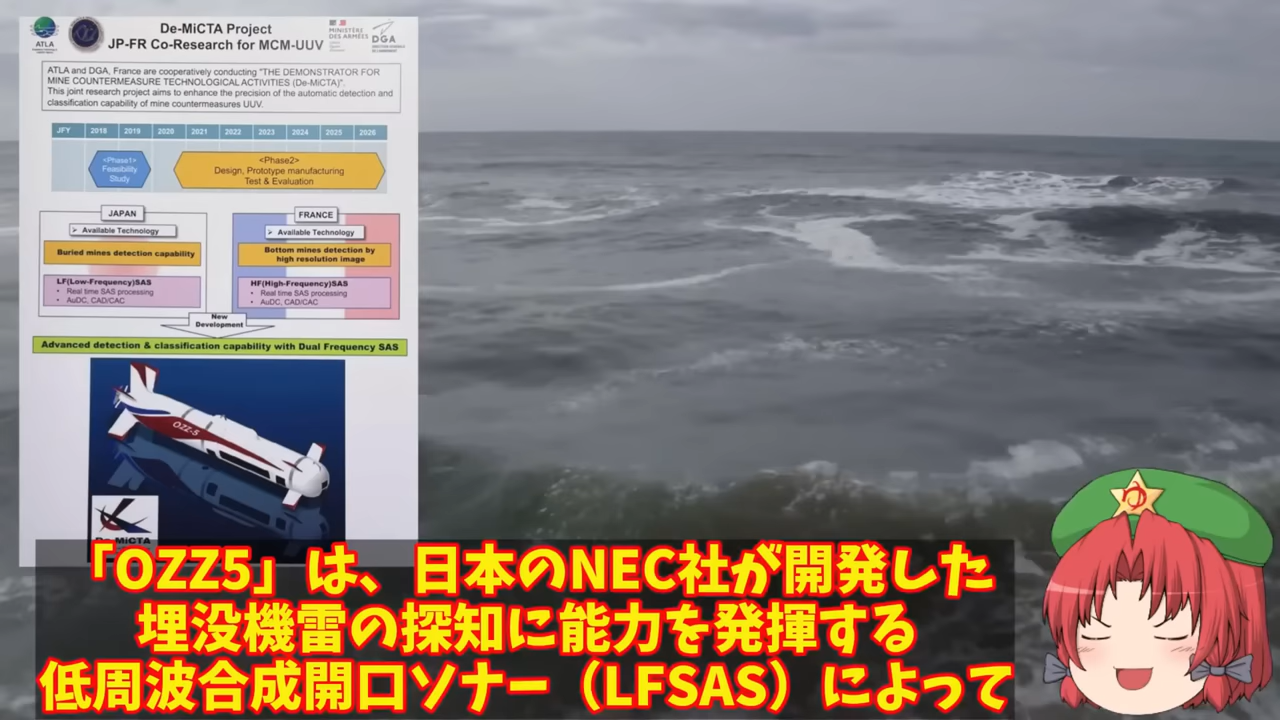 De-MiCTA Project
JP-FR Co-Research for MCM-UUV
ATLA
MINISTÈRE
DES ARMÉES
DGA
ATLA and DGA, France are cooperatively conducting "THE DEMONSTRATOR FOR
MINE COUNTERMEASURE TECHNOLOGICAL ACTIVITIES (De-MiCTA)".
This joint research project aims to enhance the precision of the automatic detection and
classification capability of mine countermeasures UUV.
JFY 2018 2019 2020 2021 2022 2023 2024 2025 2026
<Phase1>
Feasibility
Study
<Phase2>
Design, Prototype manufacturing
Test & Evaluation
JAPAN
➢ Available Technology
Buried mines detection capability
LF(Low-Frequency)SAS
• Real time SAS processing
• AuDC, CAD/CAC
FRANCE
➢ Available Technology
Bottom mines detection by
high resolution image
HF(High-Frequency)SAS
• Real time SAS processing
• AuDC, CAD/CAC
New
Development
Advanced detection & classification capability with Dual Frequency SAS
OZZ-5
De-MiCTA
「OZZ5」は、日本のNEC社が開発した
埋没機雷の探知に能力を発揮する
低周波合成開口ソナー（LFSAS）によって